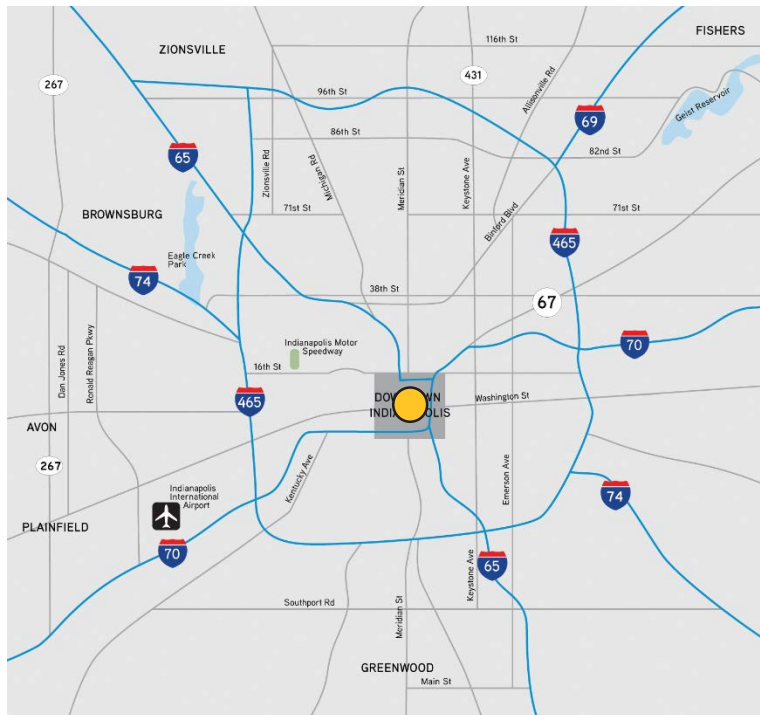 ZIONSVILLE
FISHERS
116th St
267
431
Allisonville Rd
96th St
Geist Reservoir
69
86th St
65
82nd St
Zionsville Rd
Michigan Rd
Meridian St
Keystone Ave
BROWNSBURG
71st St
71st St
Binford Blvd
465
Eagle Creek
Park
74
38th St
67
Dan Jones Rd
Ronald Reagan Pkwy
Indianapolis Motor
Speedway
70
16th St
465
DO WN
INDI POLIS
Washington St
AVON
267
Kentucky Ave
Emerson Ave
Indianapolis
International
Airport
74
PLAINFIELD
70
65
Keystone Ave
Southport Rd
Meridian St
GREENWOOD
Main St